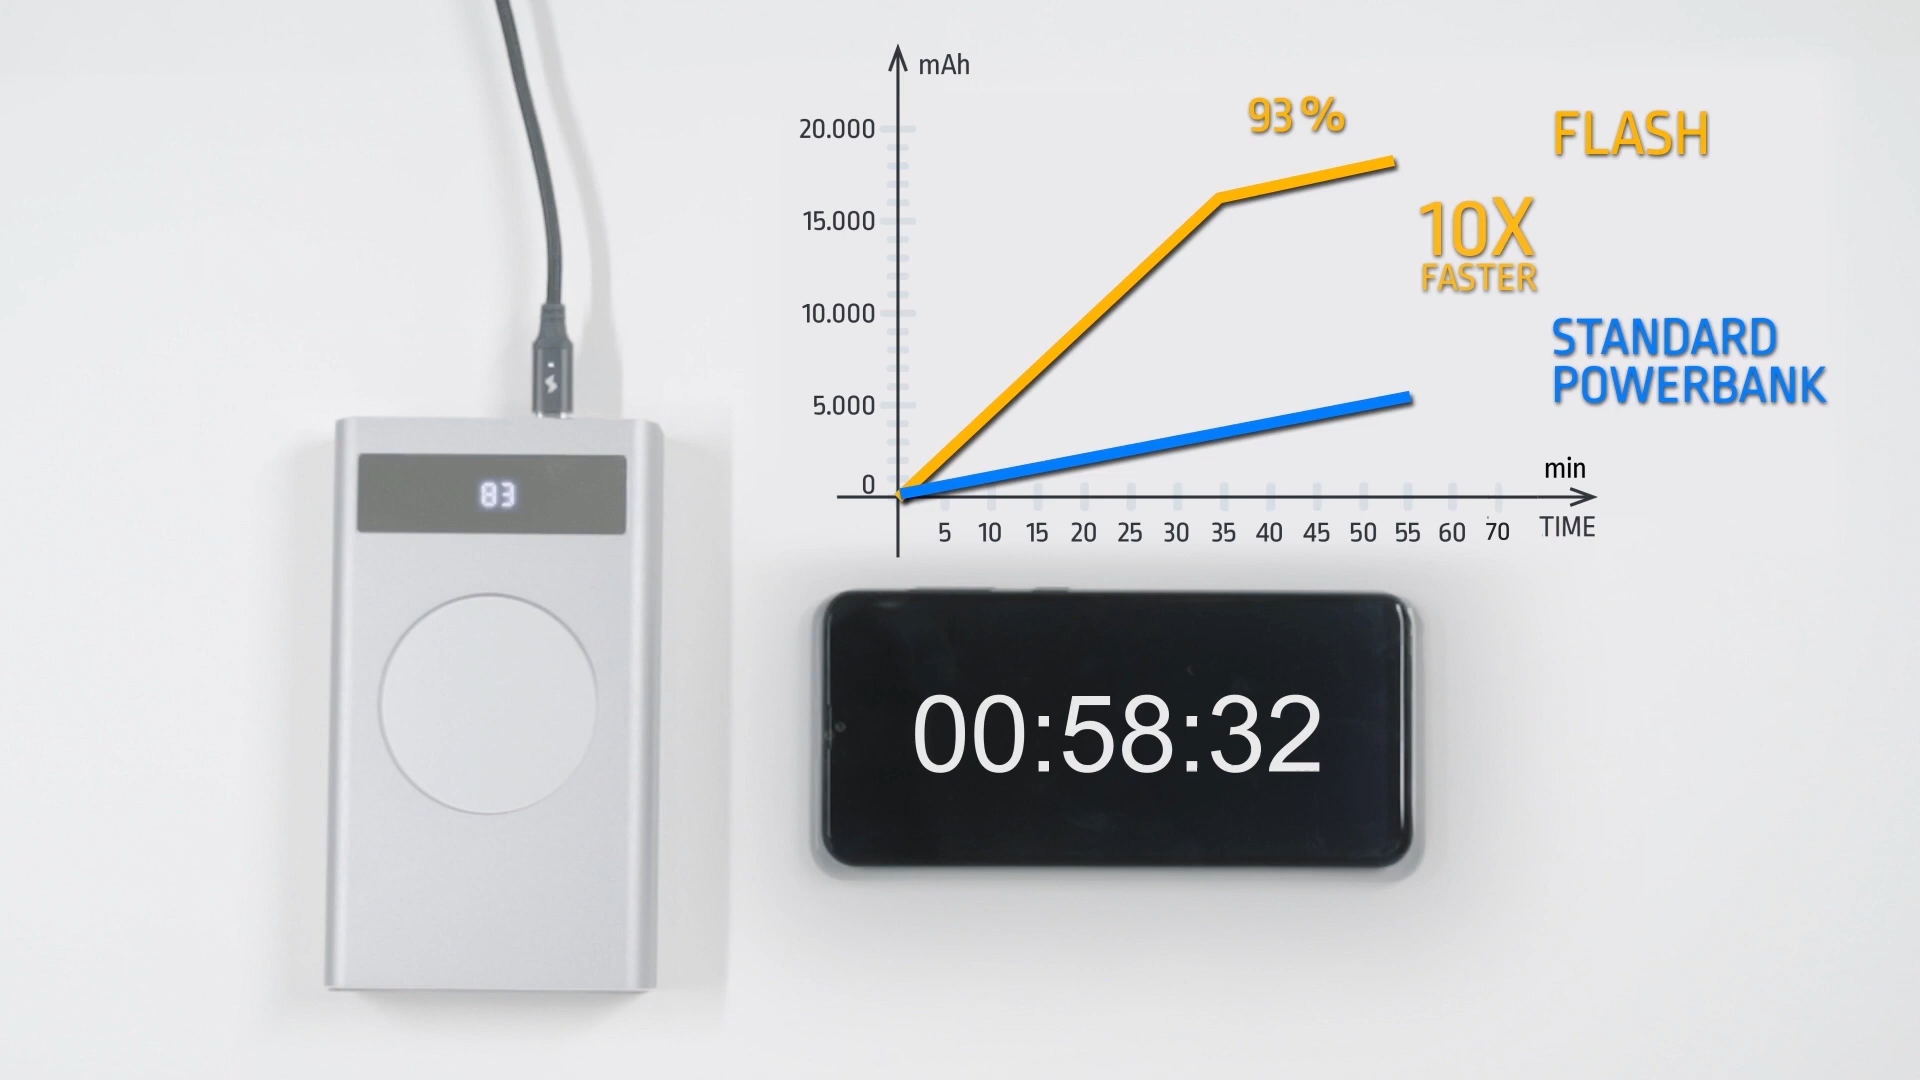 mAh
93%
FLASH
20.000
15.000
10X
FASTER
10.000
STANDARD
POWERBANK
5.000
min
0
5 10 15 20 25 30 35 40 45 50 55 60 70
TIME
83
00:58:32